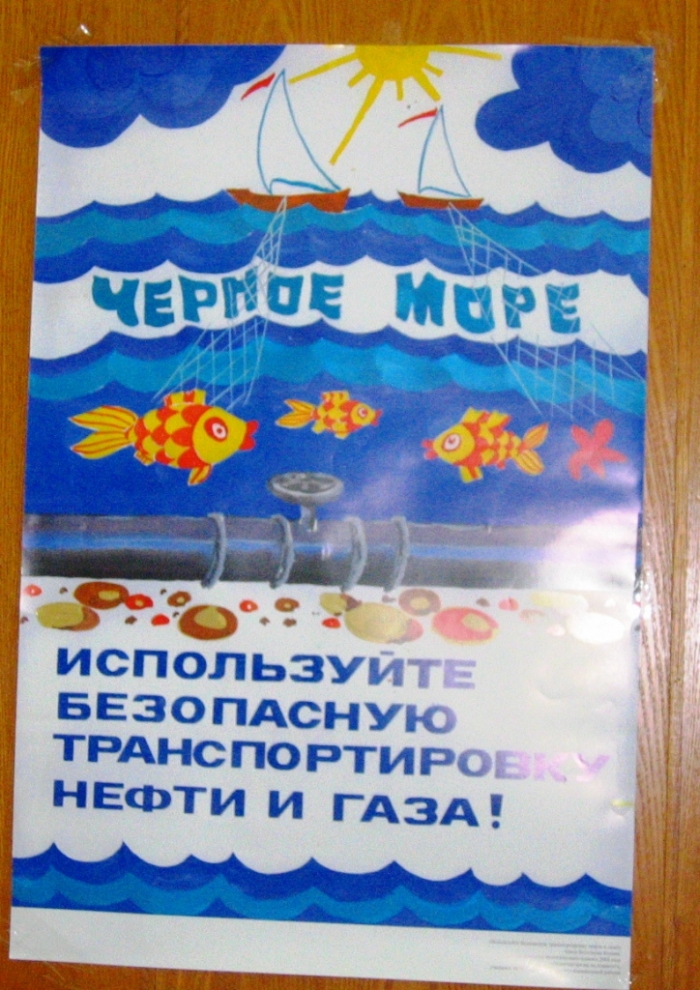 ЧЕРНОЕ МОРЕ
ИСПОЛЬЗУЙТЕ
БЕЗОПАСНУЮ
ТРАНСПОРТИРОВКУ
НЕФТИ И ГАЗА!